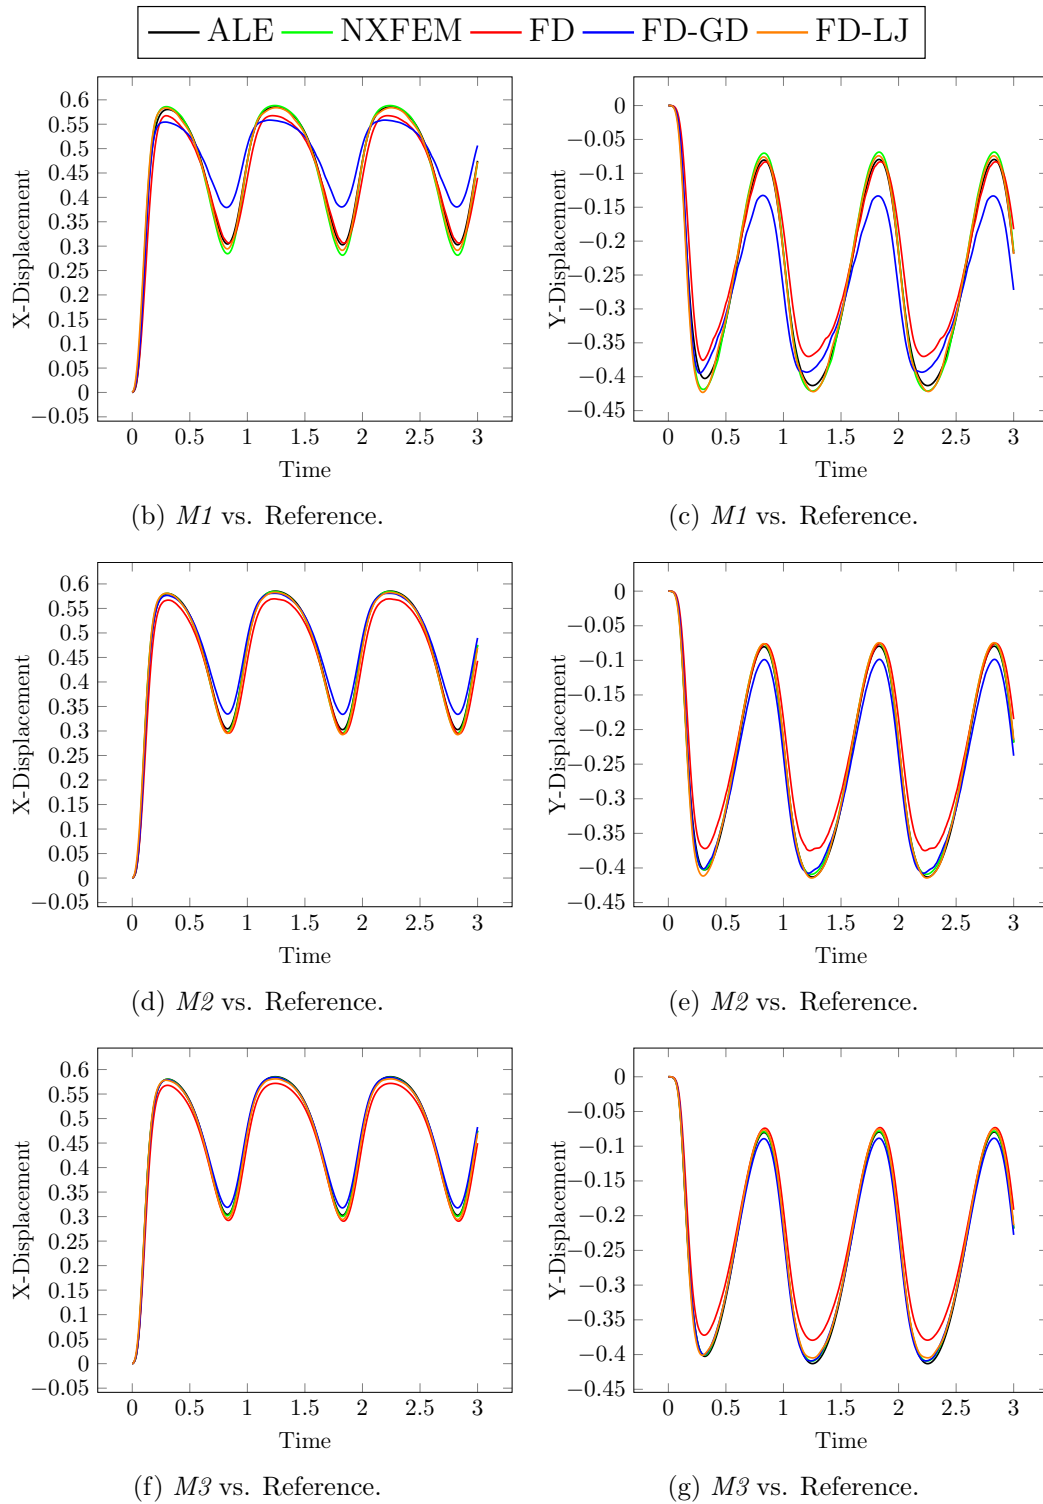 ALE NXFEM FD FD-GD FD-LJ
0.6
0.55
0.5
0.45
0.4
0.35
0.3
0.25
0.2
0.15
0.1
0.05
0
−0.05
X-Displacement
0 0.5 1 1.5 2 2.5 3
Time
(b) M1 vs. Reference.
0
−0.05
−0.1
−0.15
−0.2
−0.25
−0.3
−0.35
−0.4
−0.45
Y-Displacement
0 0.5 1 1.5 2 2.5 3
Time
(c) M1 vs. Reference.
0.6
0.55
0.5
0.45
0.4
0.35
0.3
0.25
0.2
0.15
0.1
0.05
0
−0.05
X-Displacement
0 0.5 1 1.5 2 2.5 3
Time
(d) M2 vs. Reference.
0
−0.05
−0.1
−0.15
−0.2
−0.25
−0.3
−0.35
−0.4
−0.45
Y-Displacement
0 0.5 1 1.5 2 2.5 3
Time
(e) M2 vs. Reference.
0.6
0.55
0.5
0.45
0.4
0.35
0.3
0.25
0.2
0.15
0.1
0.05
0
−0.05
X-Displacement
0 0.5 1 1.5 2 2.5 3
Time
(f) M3 vs. Reference.
0
−0.05
−0.1
−0.15
−0.2
−0.25
−0.3
−0.35
−0.4
−0.45
Y-Displacement
0 0.5 1 1.5 2 2.5 3
Time
(g) M3 vs. Reference.